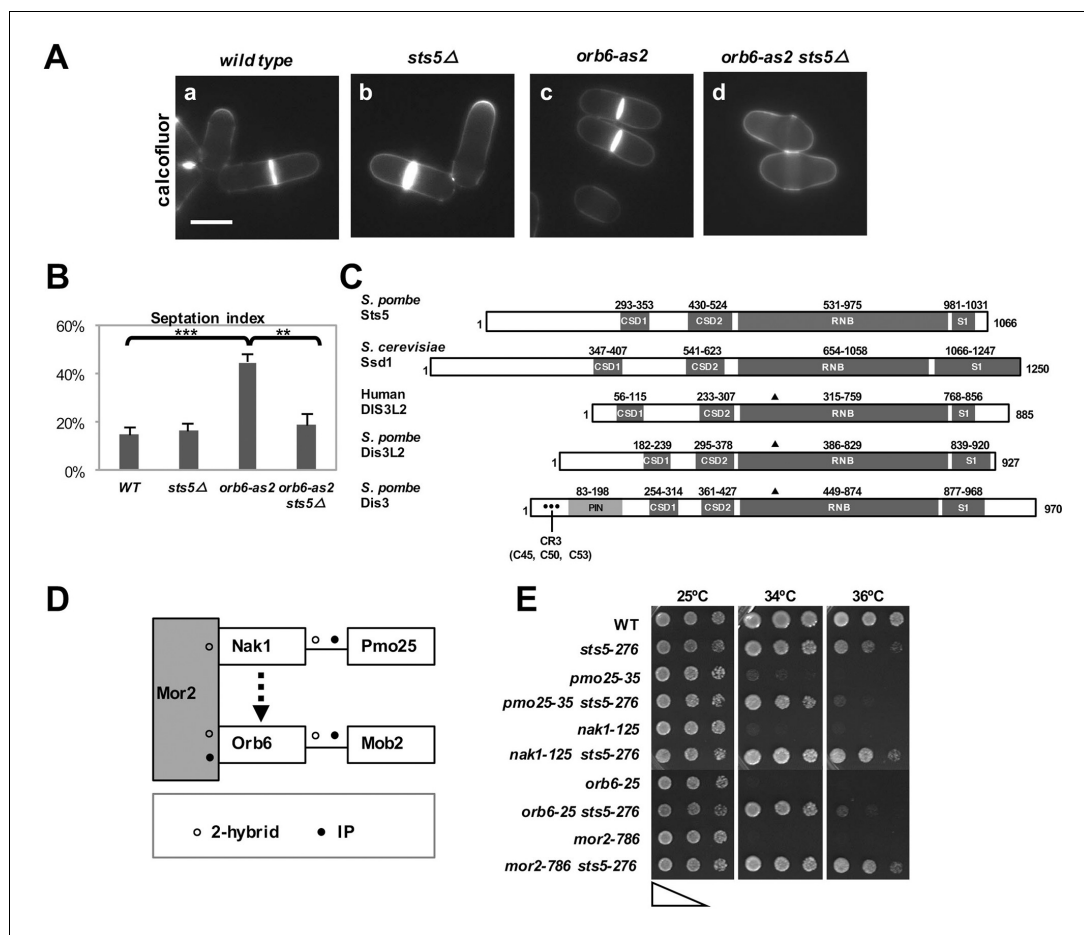 A
wild type
sts5△
orb6-as2
orb6-as2 sts5△
calcofluor
a
b
c
d
B
Septation index
60%
40%
20%
0%
***
**
WT
sts5△
orb6-as2
orb6-as2 sts5△
C
S. pombe
Sts5
293-353 430-524 531-975 981-1031
1 CSD1 CSD2 RNB S1 1066
S. cerevisiae
Ssd1
347-407 541-623 654-1058 1066-1247
1 CSD1 CSD2 RNB S1 1250
Human
DIS3L2
56-115 233-307 ▲ 315-759 768-856
1 CSD1 CSD2 RNB S1 885
S. pombe
Dis3L2
182-239 295-378 ▲ 386-829 839-920
1 CSD1 CSD2 RNB S1 927
S. pombe
Dis3
83-198 254-314 361-427 ▲ 449-874 877-968
1 PIN CSD1 CSD2 RNB S1 970
CR3
(C45, C50, C53)
D
Mor2
Nak1
Pmo25
Orb6
Mob2
2-hybrid
IP
E
25ºC 34ºC 36ºC
WT
sts5-276
pmo25-35
pmo25-35 sts5-276
nak1-125
nak1-125 sts5-276
orb6-25
orb6-25 sts5-276
mor2-786
mor2-786 sts5-276